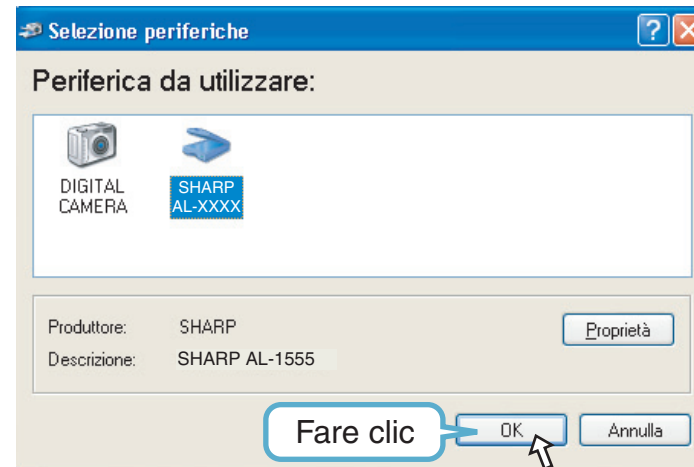 Selezione periferiche
Periferica da utilizzare:
DIGITAL CAMERA
SHARP AL-XXXX
Produttore: SHARP
Proprietà
Descrizione: SHARP AL-1555
Fare clic
OK
Annulla